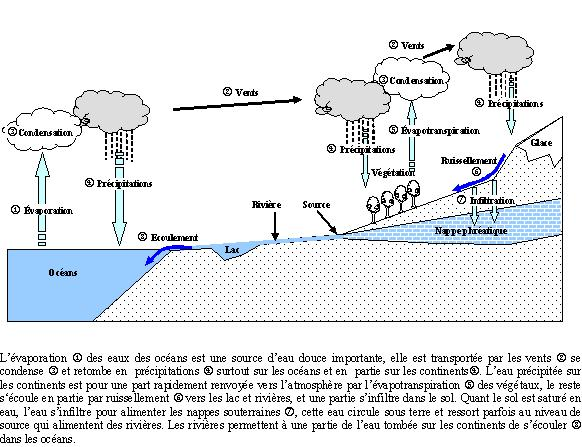 ② Vents
② Vents
③ Condensation
③ Condensation
④ Précipitations
⑤ Évapotranspiration
④ Précipitations
Glace
Ruissellement
⑥
Végétation
④ Précipitations
⑦ Infiltration
① Évaporation
Rivière
Source
Nappe phréatique
⑧ Ecoulement
Lac
Océans
L'évaporation ① des eaux des océans est une source d'eau douce importante, elle est transportée par les vents ② se
condense ③ et retombe en précipitations ④ surtout sur les océans et en partie sur les continents④. L'eau précipitée sur
les continents est pour une part rapidement renvoyée vers l'atmosphère par l'évapotranspiration ⑤ des végétaux, le reste
s'écoule en partie par ruissellement ⑥ vers les lac et rivières, et une partie s'infiltre dans le sol. Quant le sol est saturé en
eau, l'eau s'infiltre pour alimenter les nappes souterraines ⑦, cette eau circule sous terre et ressort parfois au niveau de
source qui alimentent des rivières. Les rivières permettent à une partie de l'eau tombée sur les continents de s'écouler ⑧
dans les océans.